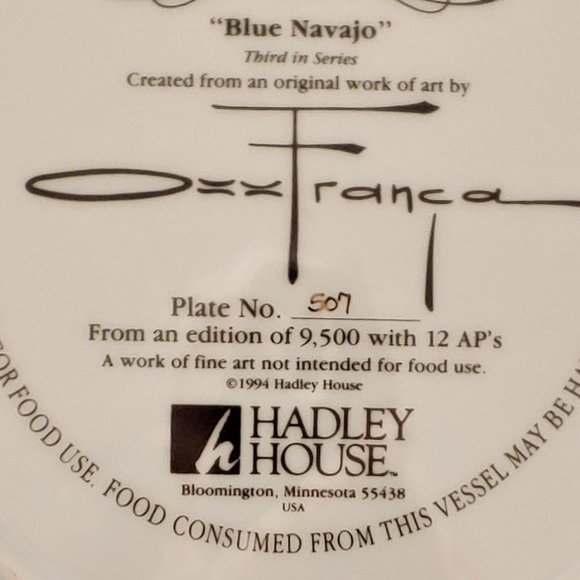 "Blue Navajo"
Third in Series
Created from an original work of art by
Ozz Franca
Plate No. 507
From an edition of 9,500 with 12 AP's
A work of fine art not intended for food use.
©1994 Hadley House
h HADLEY
HOUSE™
Bloomington, Minnesota 55438
USA
FOR FOOD USE. FOOD CONSUMED FROM THIS VESSEL MAY BE